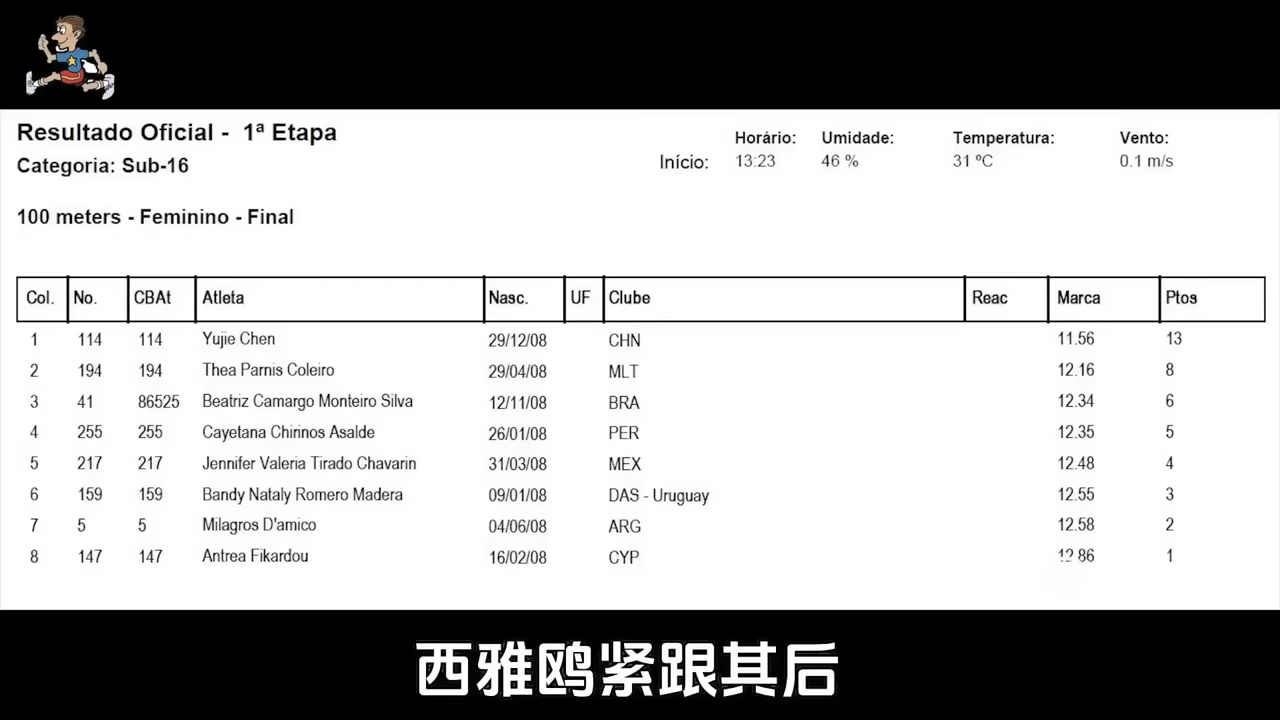 Resultado Oficial - 1ª Etapa
Categoria: Sub-16
Horário: Umidade: Temperatura: Vento:
Início: 13:23 46 % 31 ºC 0.1 m/s
100 meters - Feminino - Final
Col. No. CBAt Atleta Nasc. UF Clube Reac Marca Ptos
1 114 114 Yujie Chen 29/12/08 CHN 11.56 13
2 194 194 Thea Parnis Coleiro 29/04/08 MLT 12.16 8
3 41 86525 Beatriz Camargo Monteiro Silva 12/11/08 BRA 12.34 6
4 255 255 Cayetana Chirinos Asalde 26/01/08 PER 12.35 5
5 217 217 Jennifer Valeria Tirado Chavarin 31/03/08 MEX 12.48 4
6 159 159 Bandy Nataly Romero Madera 09/01/08 DAS - Uruguay 12.55 3
7 5 5 Milagros D'amico 04/06/08 ARG 12.58 2
8 147 147 Antrea Fikardou 16/02/08 CYP 12.86 1
西雅鸥紧跟其后